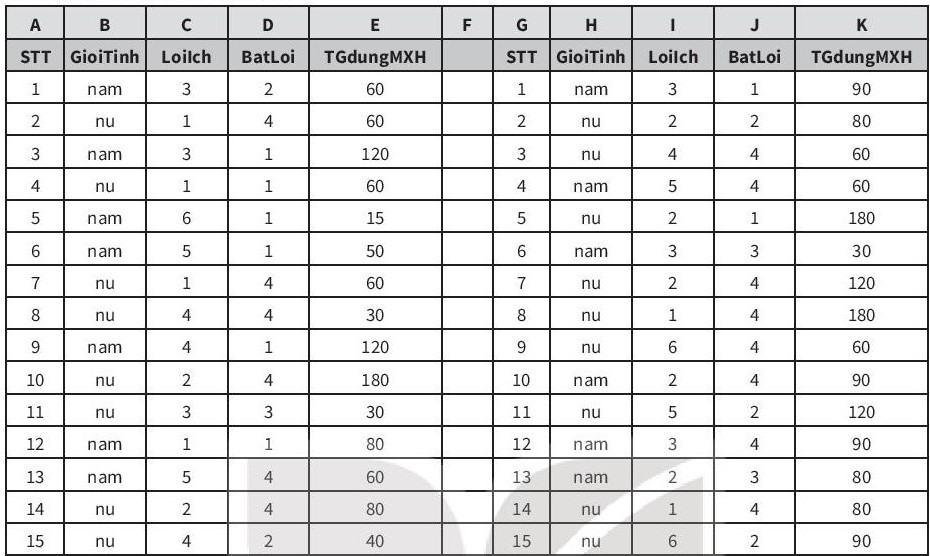 A B C D E F G H I J K
STT GioiTinh LoiIch BatLoi TGdungMXH STT GioiTinh LoiIch BatLoi TGdungMXH
1 nam 3 2 60 1 nam 3 1 90
2 nu 1 4 60 2 nu 2 2 80
3 nam 3 1 120 3 nu 4 4 60
4 nu 1 1 60 4 nam 5 4 60
5 nam 6 1 15 5 nu 2 1 180
6 nam 5 1 50 6 nam 3 3 30
7 nu 1 4 60 7 nu 2 4 120
8 nu 4 4 30 8 nu 1 4 180
9 nam 4 1 120 9 nu 6 4 60
10 nu 2 4 180 10 nam 2 4 90
11 nu 3 3 30 11 nu 5 2 120
12 nam 1 1 80 12 nam 3 4 90
13 nam 5 4 60 13 nam 2 3 80
14 nu 2 4 80 14 nu 1 4 80
15 nu 4 2 40 15 nu 6 2 90